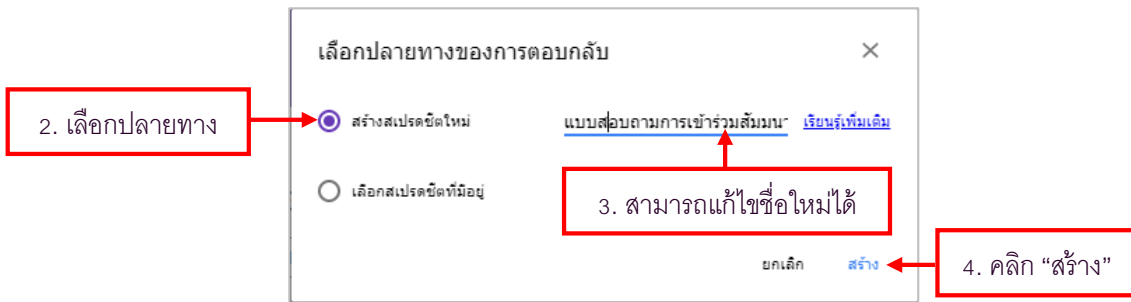 เลือกปลายทางของการตอบกลับ
2. เลือกปลายทาง
สร้างสเปรดชีตใหม่
แบบสอบถามการเข้าร่วมสัมมนา
เรียนรู้เพิ่มเติม
เลือกสเปรดชีตที่มีอยู่
3. สามารถแก้ไขชื่อใหม่ได้
ยกเลิก
สร้าง
4. คลิก “สร้าง”